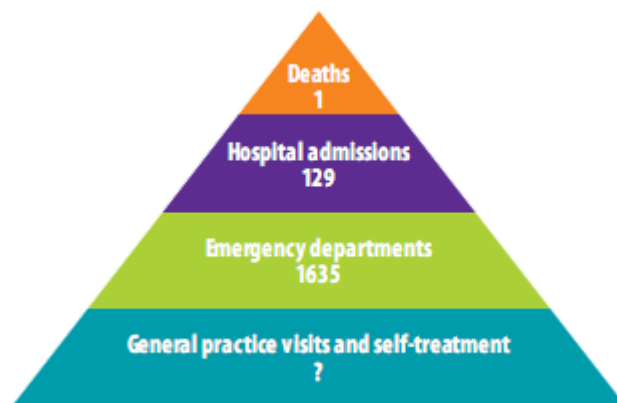 Deaths
1
Hospital admissions
129
Emergency departments
1635
General practice visits and self-treatment
?